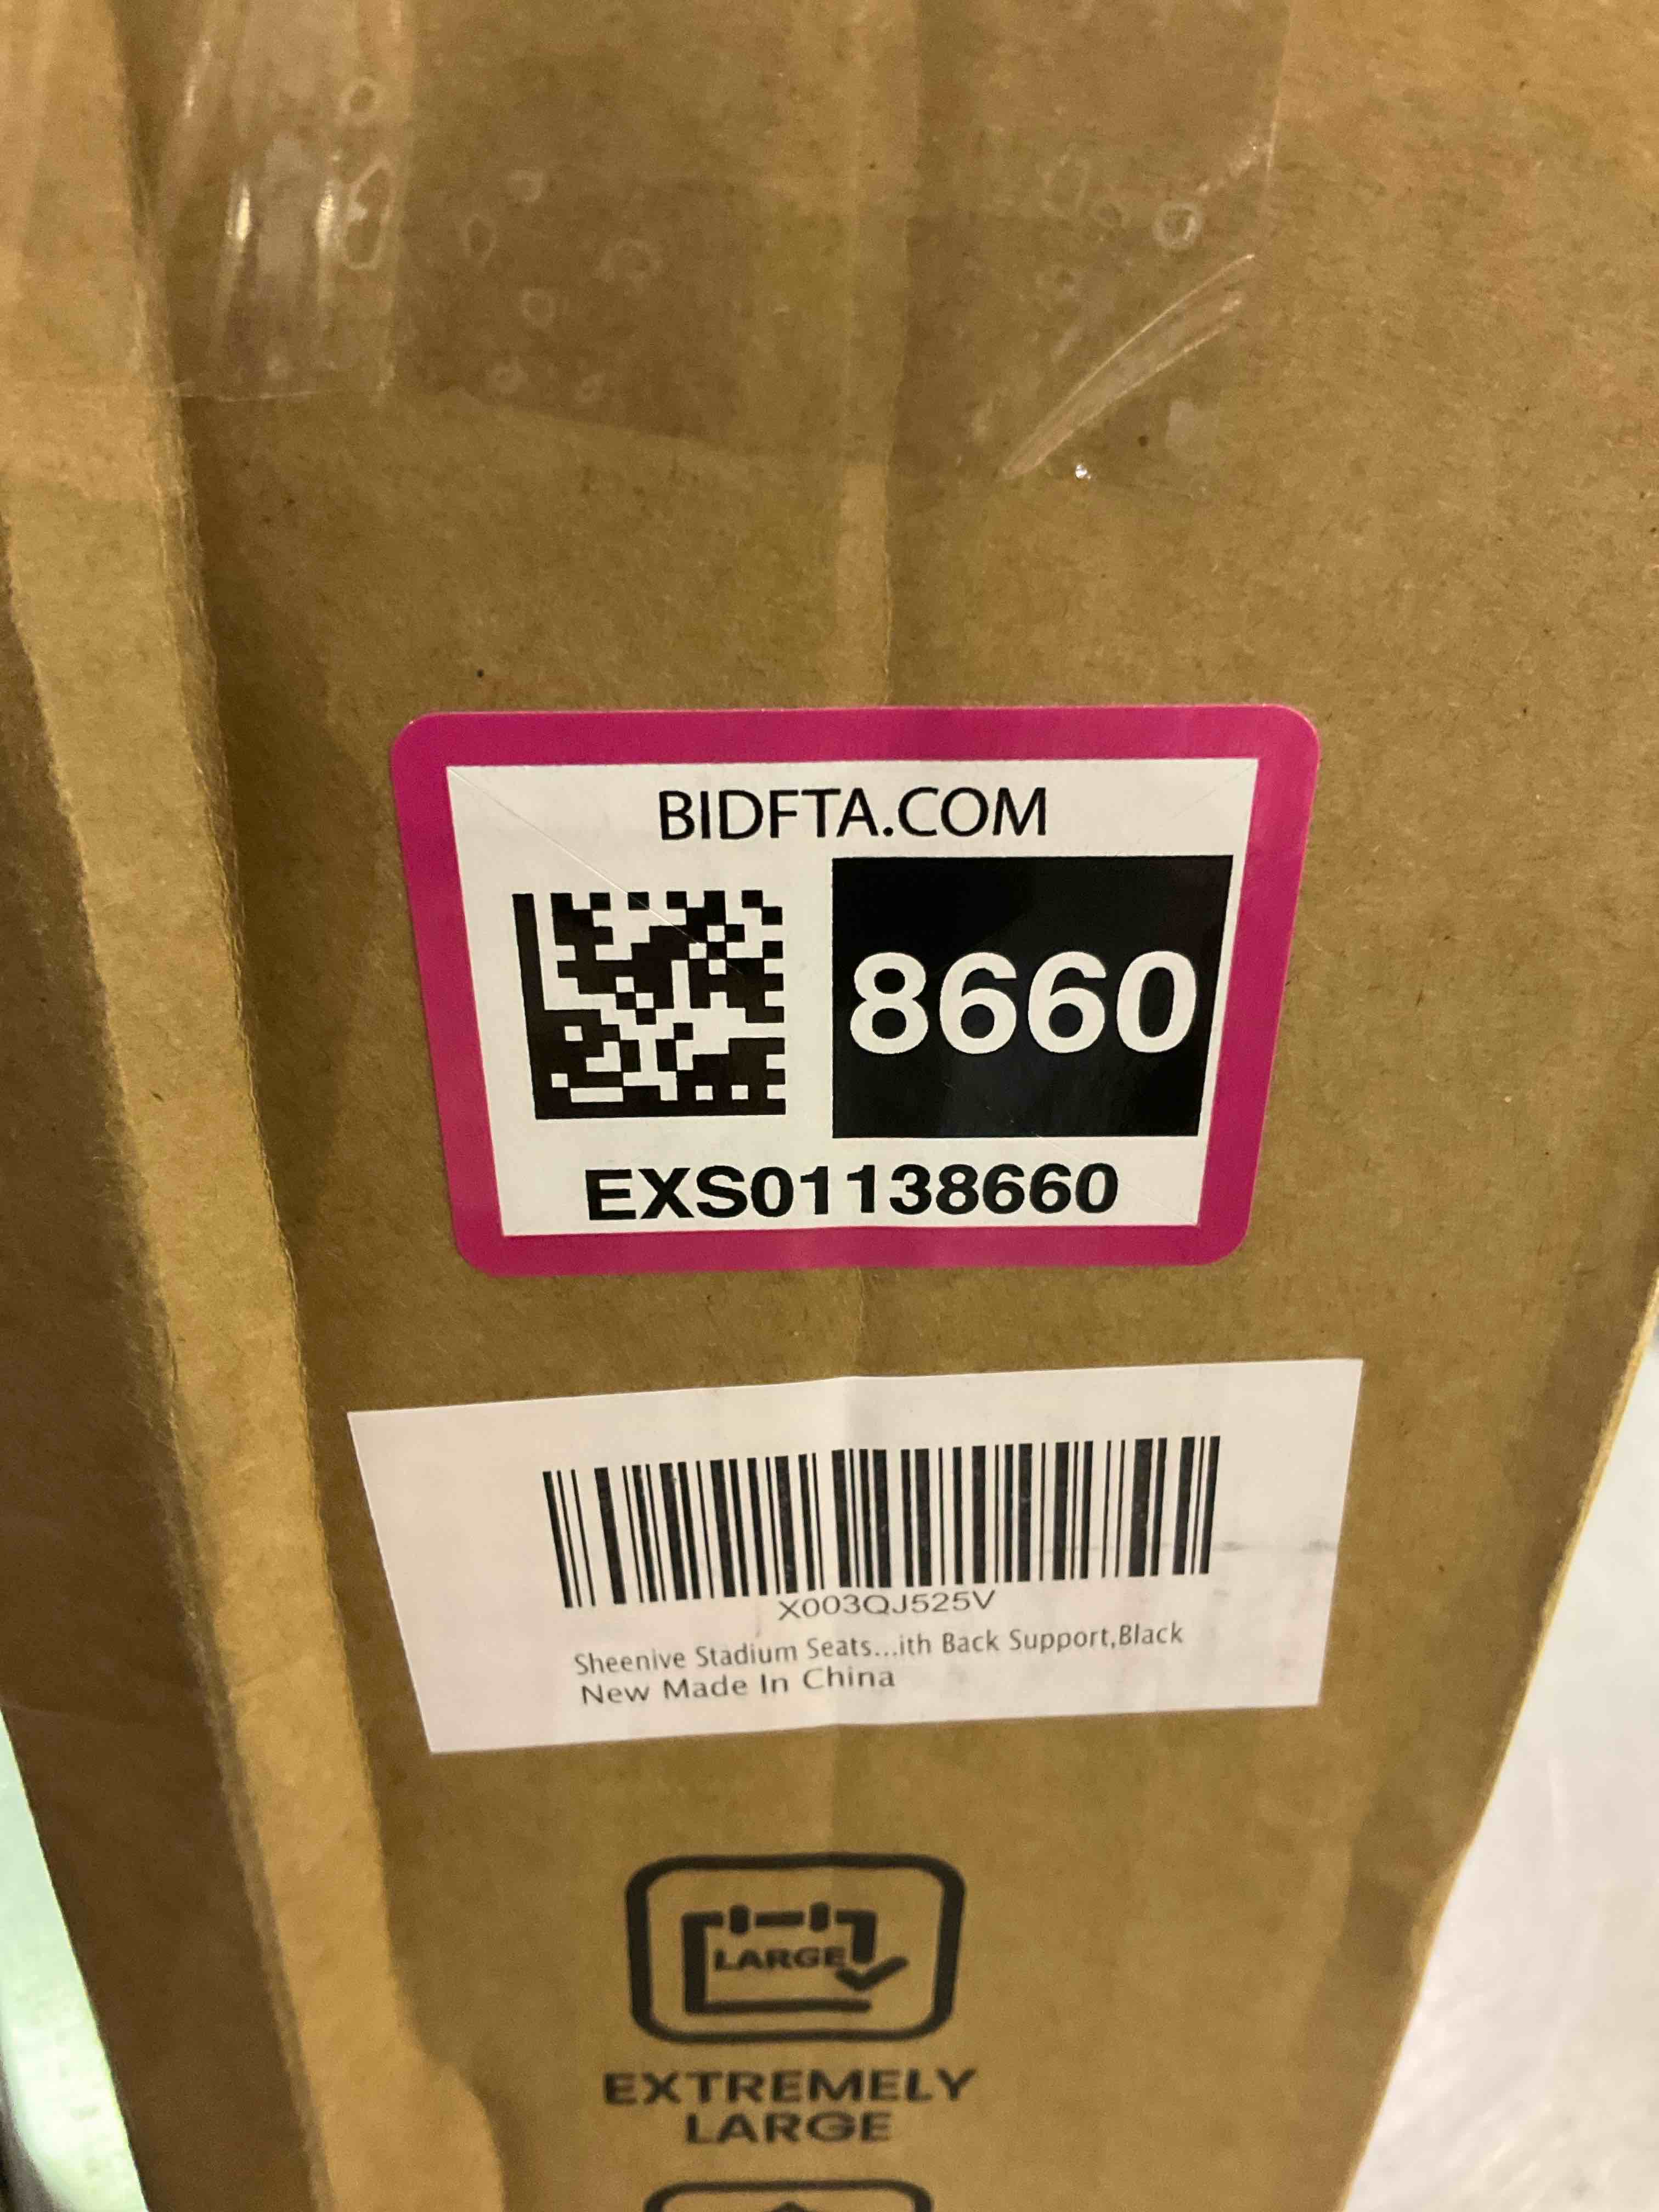 BIDFTA.COM
8660
EXS01138660
X003QJ525V
Sheenive Stadium Seats...ith Back Support,Black
New Made In China
LARGE
EXTREMELY
LARGE